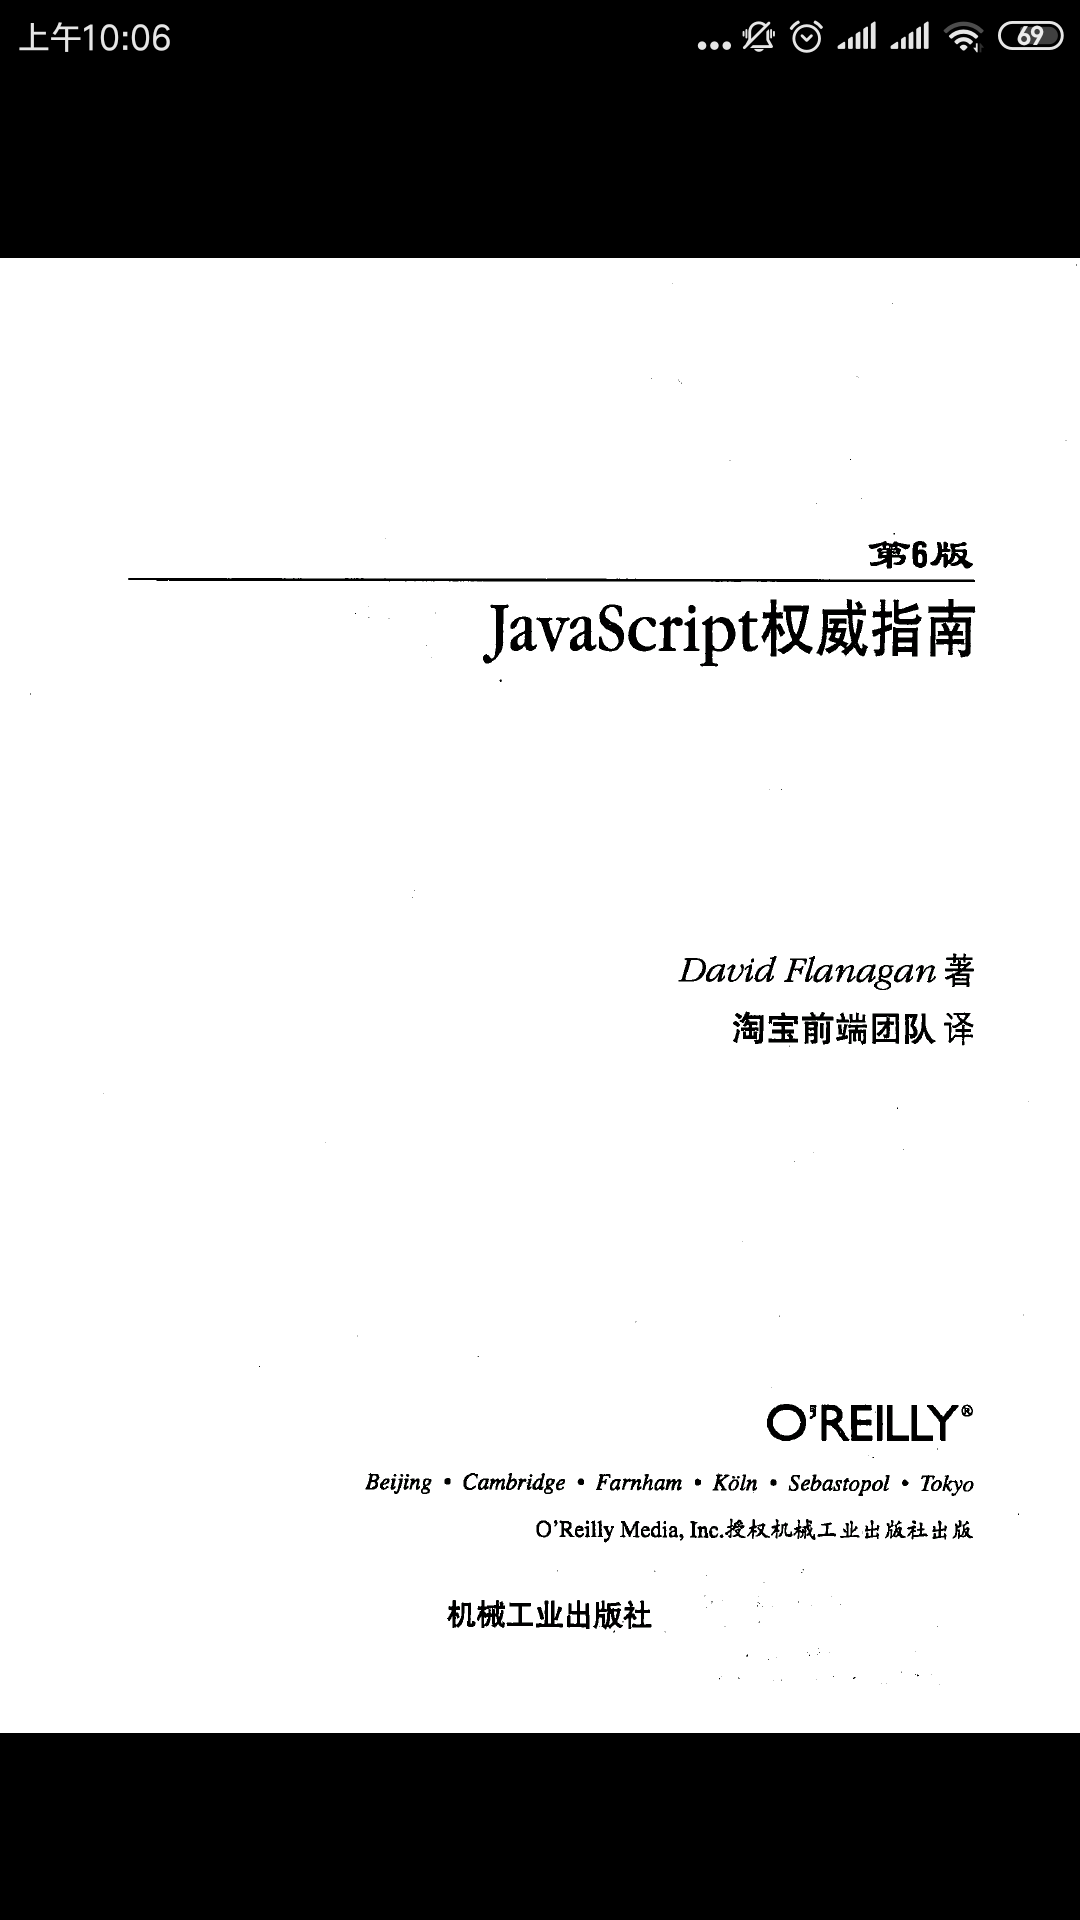 上午10:06
69
第6版
JavaScript权威指南
David Flanagan 著
淘宝前端团队 译
O'REILLY®
Beijing • Cambridge • Farnham • Köln • Sebastopol • Tokyo
O'Reilly Media, Inc.授权机械工业出版社出版
机械工业出版社